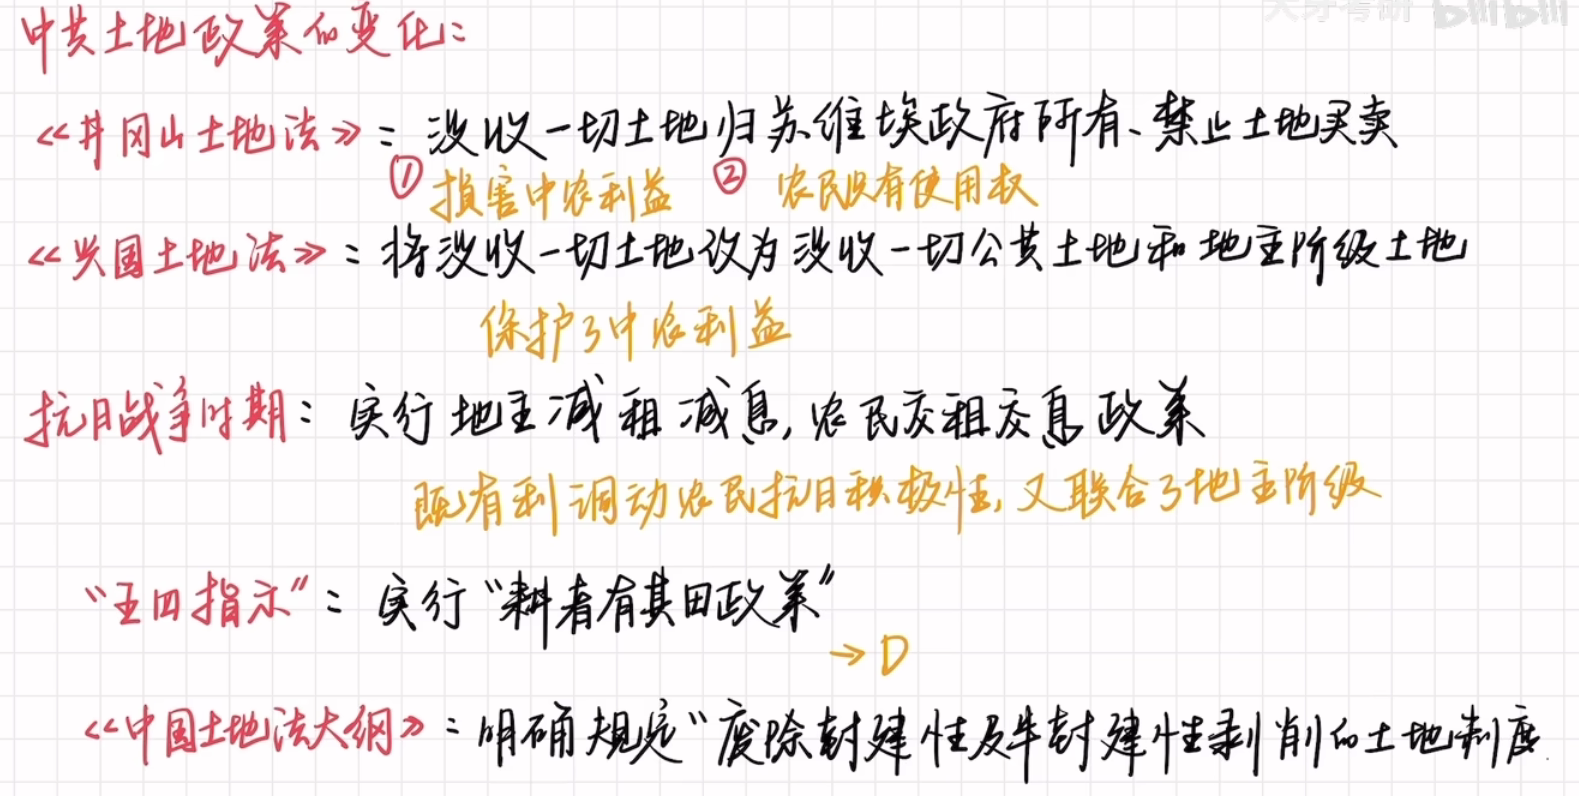 大牙考研 bilibili
中共土地政策的变化：
《井冈山土地法》：没收一切土地归苏维埃政府所有、禁止土地买卖
① 损害中农利益 ② 农民只有使用权
《兴国土地法》：将没收一切土地改为没收一切公共土地和地主阶级土地
保护了中农利益
抗日战争时期：实行地主减租减息，农民交租交息政策
既有利调动农民抗日积极性，又联合了地主阶级
“五四指示”：实行“耕者有其田政策”
→D
《中国土地法大纲》：明确规定“废除封建性及半封建性剥削的土地制度.